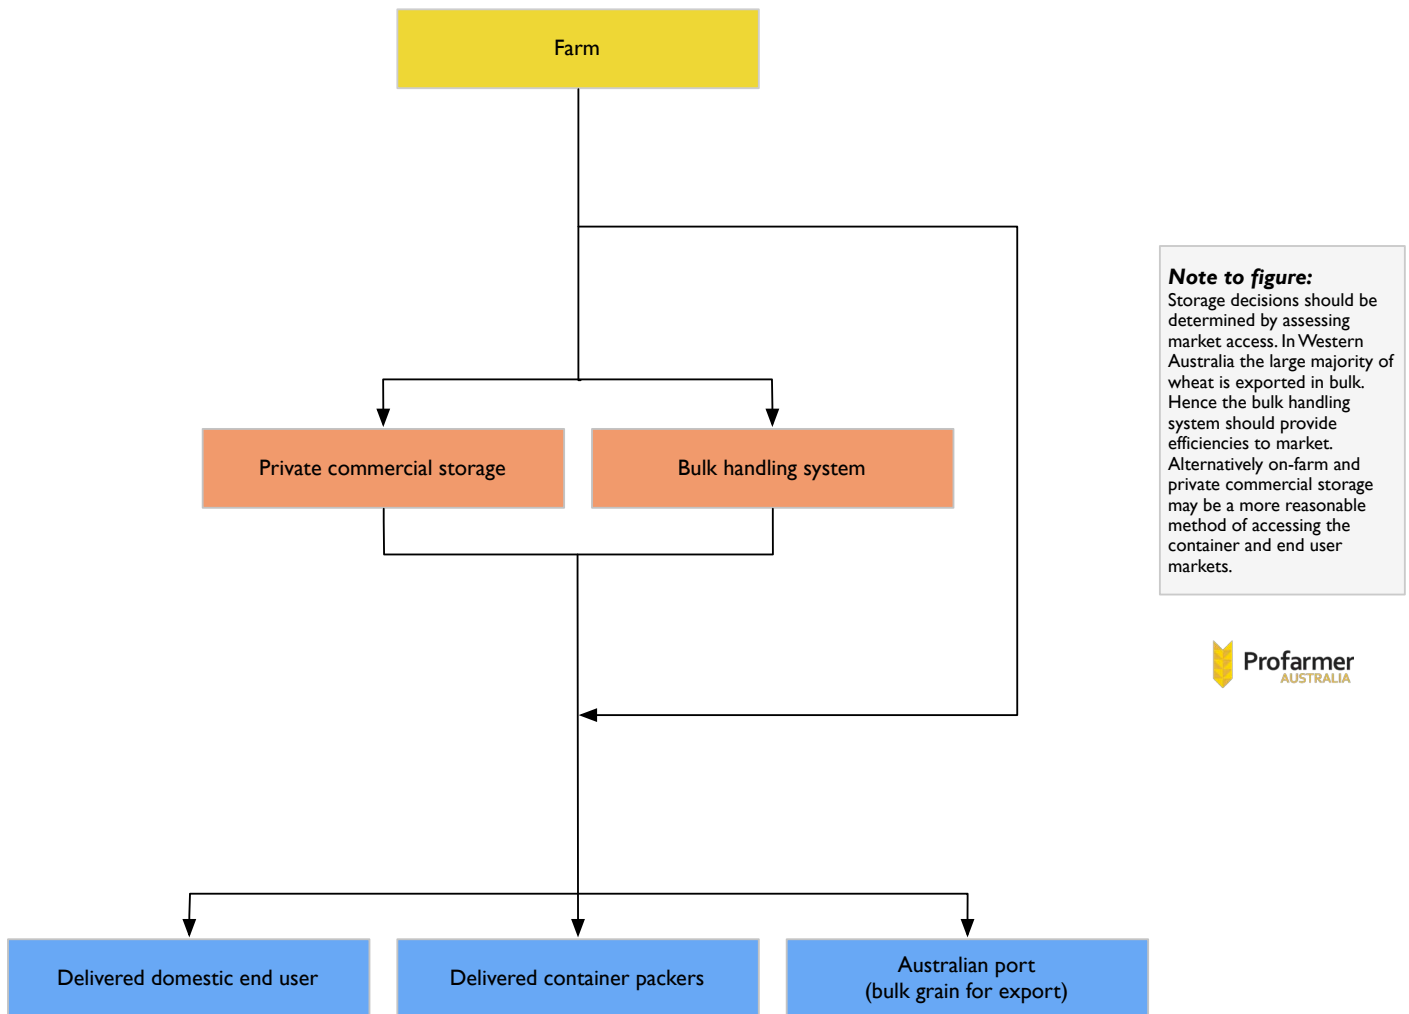 Farm
Private commercial storage
Bulk handling system
Note to figure:
Storage decisions should be
determined by assessing
market access. In Western
Australia the large majority of
wheat is exported in bulk.
Hence the bulk handling
system should provide
efficiencies to market.
Alternatively on-farm and
private commercial storage
may be a more reasonable
method of accessing the
container and end user
markets.
Profarmer
AUSTRALIA
Delivered domestic end user
Delivered container packers
Australian port
(bulk grain for export)